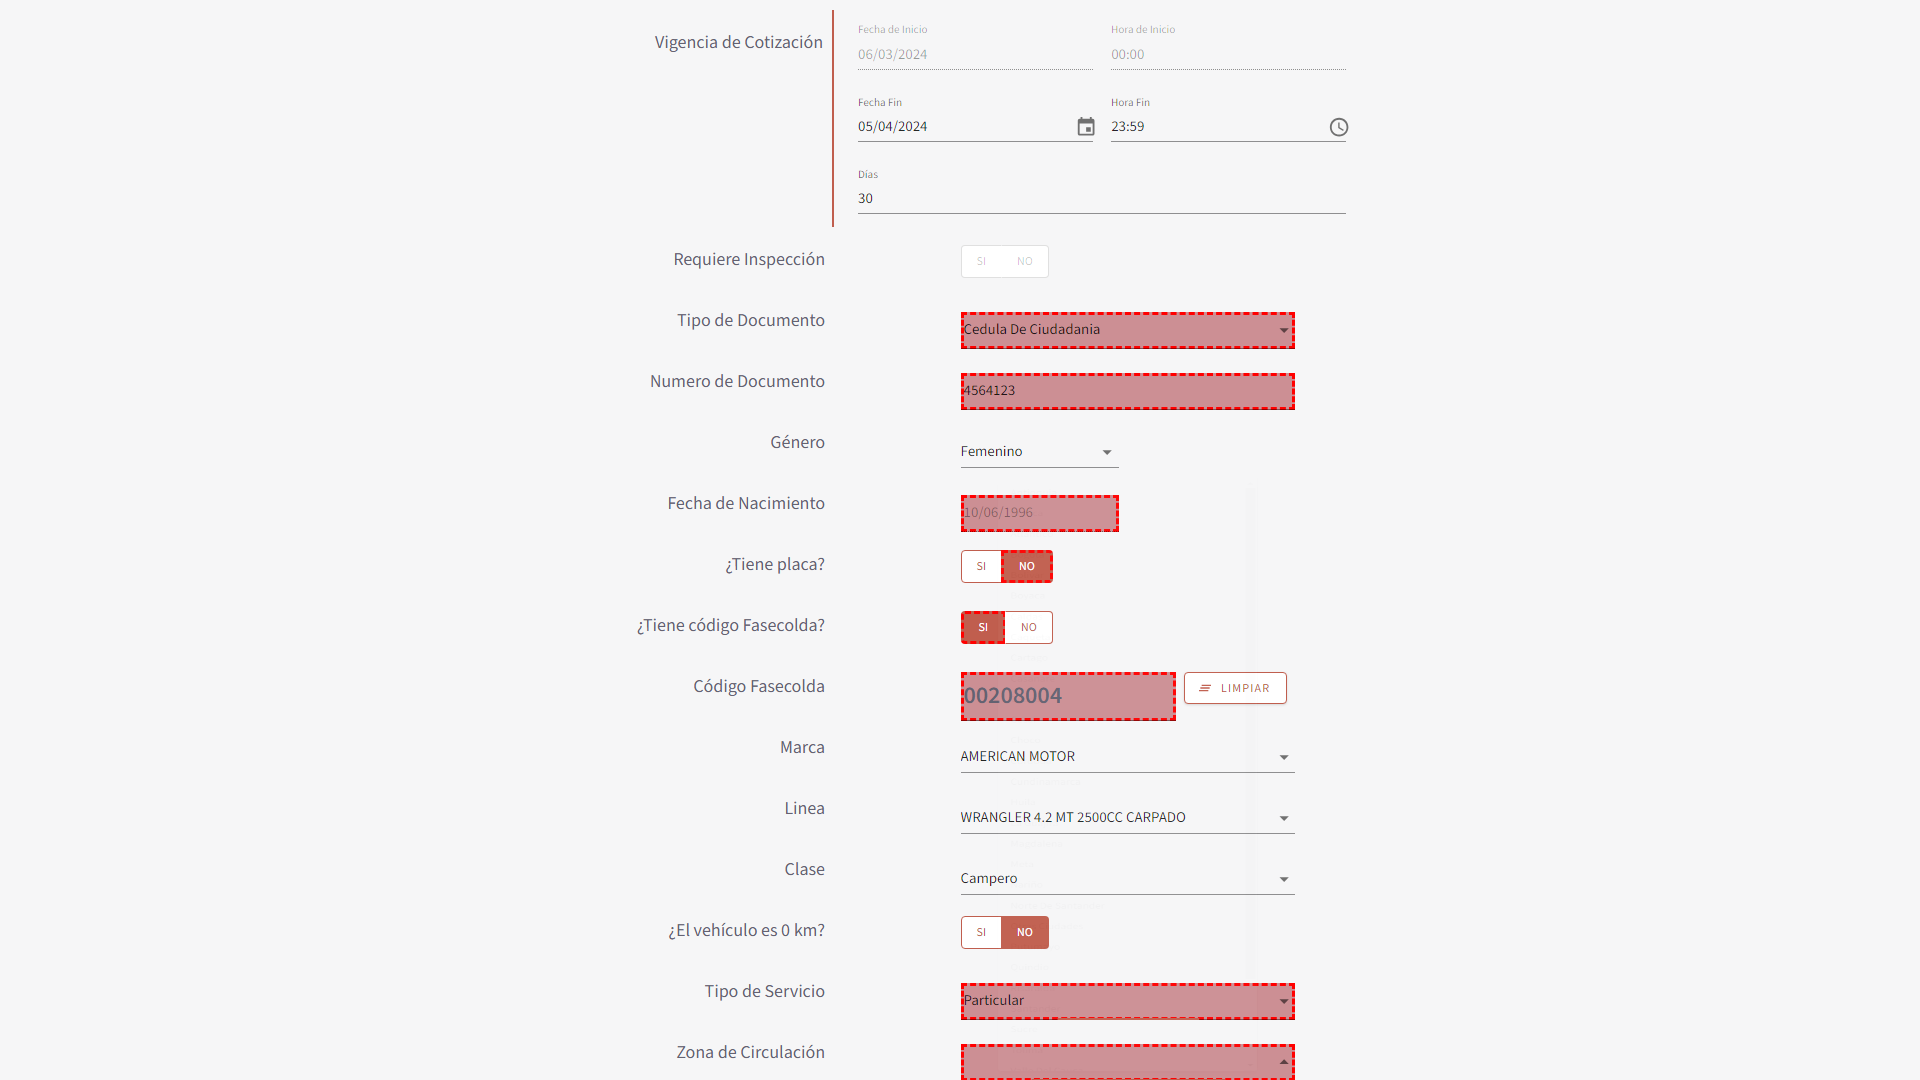 Vigencia de Cotización
Fecha de Inicio
06/03/2024
Hora de Inicio
00:00
Fecha Fin
05/04/2024
Hora Fin
23:59
Días
30
Requiere Inspección
SI NO
Tipo de Documento
Cedula De Ciudadania
Numero de Documento
4564123
Género
Femenino
Fecha de Nacimiento
10/06/1996
¿Tiene placa?
SI NO
¿Tiene código Fasecolda?
SI NO
Código Fasecolda
00208004
LIMPIAR
Marca
AMERICAN MOTOR
Linea
WRANGLER 4.2 MT 2500CC CARPADO
Clase
Campero
¿El vehículo es 0 km?
SI NO
Tipo de Servicio
Particular
Zona de Circulación